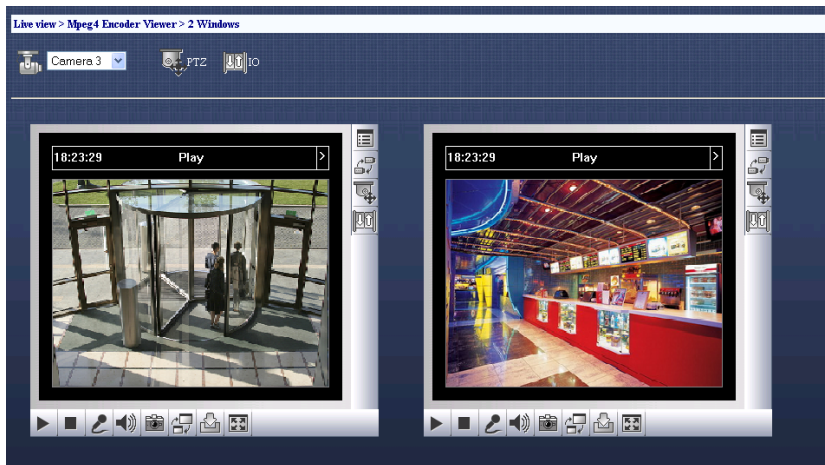 Live view > Mpeg4 Encoder Viewer > 2 Windows
Camera 3 PTZ IO
18:23:29 Play >
18:23:29 Play >